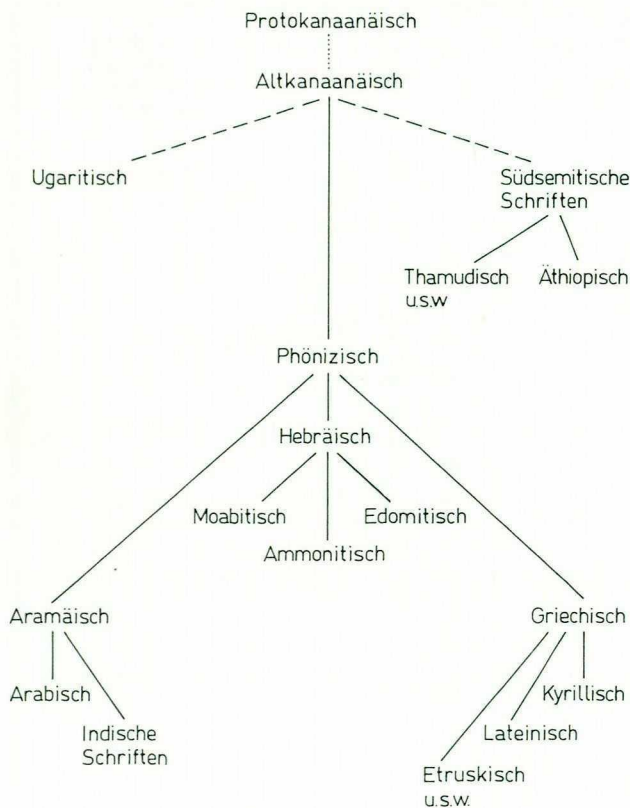 Protokanaanäisch
Altkanaanäisch
Ugaritisch
Südsemitische
Schriften
Thamudisch
u.s.w
Äthiopisch
Phönizisch
Hebräisch
Moabitisch
Edomitisch
Ammonitisch
Aramäisch
Griechisch
Arabisch
Kyrillisch
Indische
Schriften
Lateinisch
Etruskisch
u.s.w.